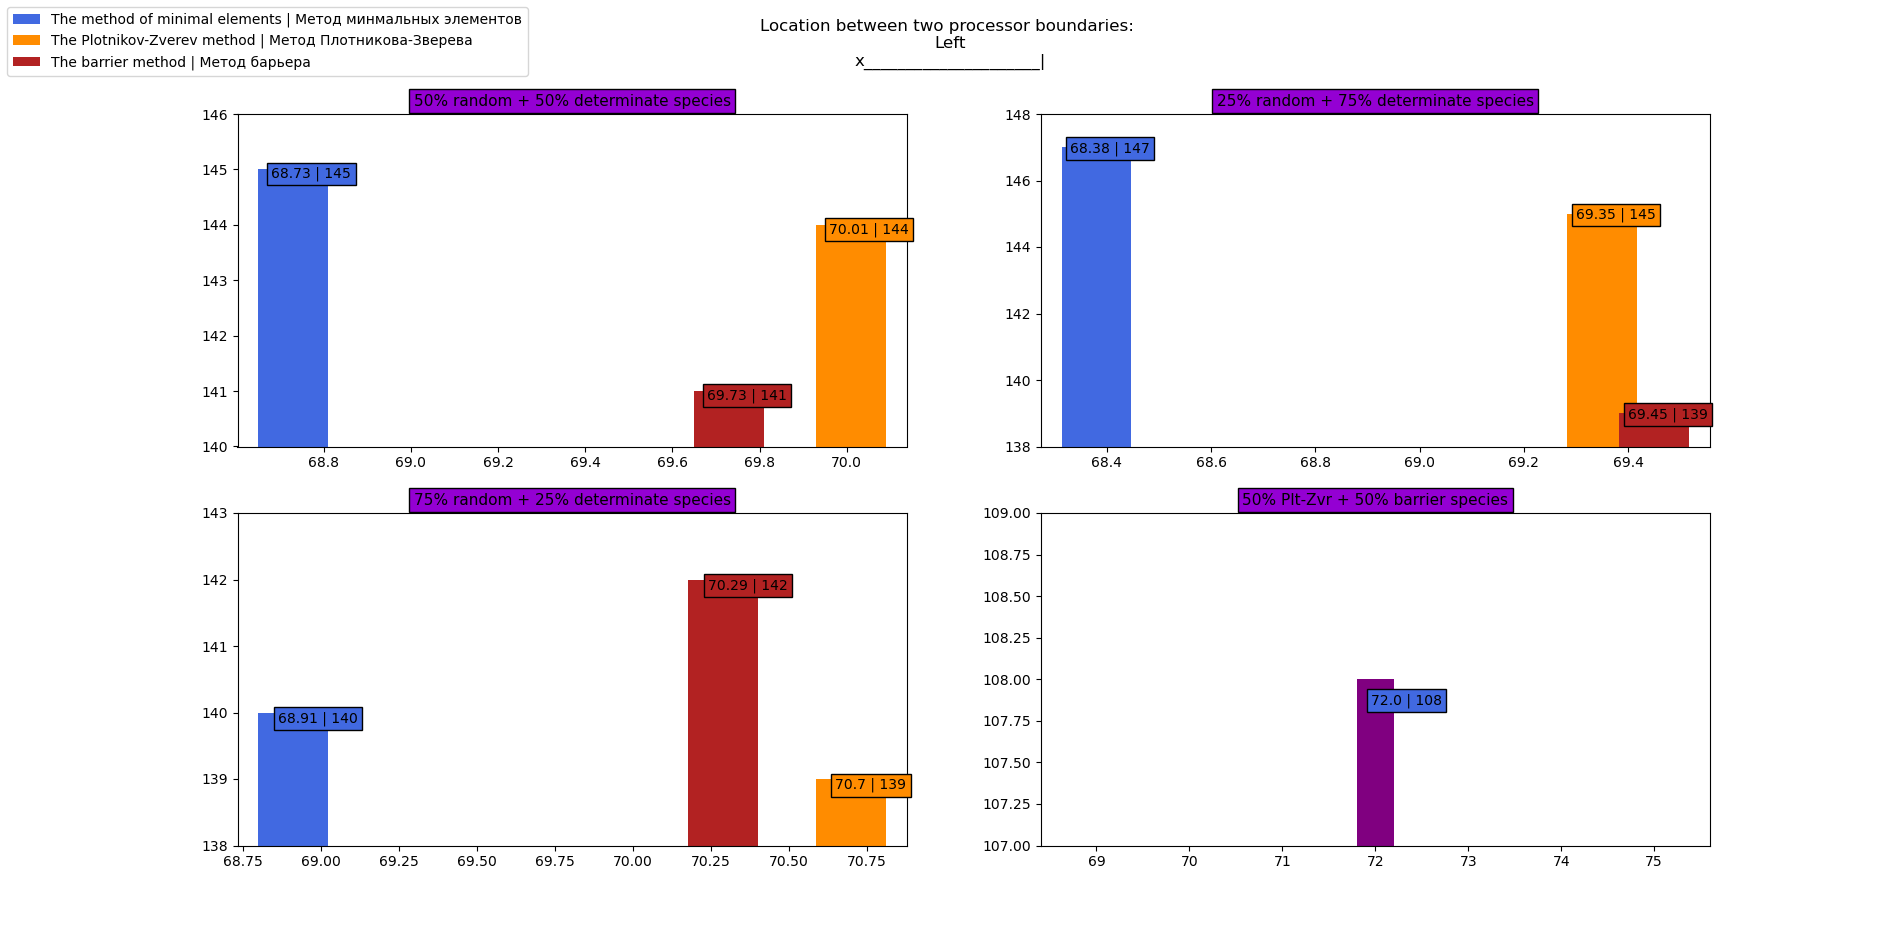 The method of minimal elements | Метод минмальных элементов
The Plotnikov-Zverev method | Метод Плотникова-Зверева
The barrier method | Метод барьера
Location between two processor boundaries:
Left
x_____________________|
50% random + 50% determinate species
146
145
144
143
142
141
140
68.73 | 145
70.01 | 144
69.73 | 141
68.8 69.0 69.2 69.4 69.6 69.8 70.0
25% random + 75% determinate species
148
146
144
142
140
138
68.38 | 147
69.35 | 145
69.45 | 139
68.4 68.6 68.8 69.0 69.2 69.4
75% random + 25% determinate species
143
142
141
140
139
138
70.29 | 142
68.91 | 140
70.7 | 139
68.75 69.00 69.25 69.50 69.75 70.00 70.25 70.50 70.75
50% Plt-Zvr + 50% barrier species
109.00
108.75
108.50
108.25
108.00
107.75
107.50
107.25
107.00
72.0 | 108
69 70 71 72 73 74 75